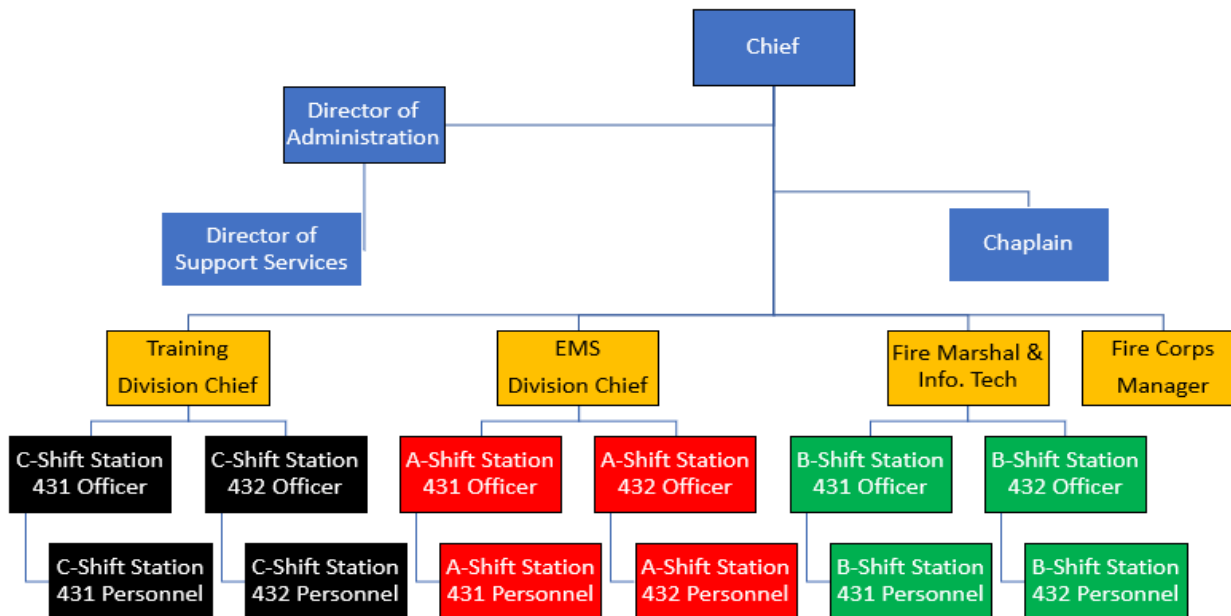 Chief
Director of
Administration
Director of
Support Services
Chaplain
Training
Division Chief
EMS
Division Chief
Fire Marshal &
Info. Tech
Fire Corps
Manager
C-Shift Station
431 Officer
C-Shift Station
432 Officer
A-Shift Station
431 Officer
A-Shift Station
432 Officer
B-Shift Station
431 Officer
B-Shift Station
432 Officer
C-Shift Station
431 Personnel
C-Shift Station
432 Personnel
A-Shift Station
431 Personnel
A-Shift Station
432 Personnel
B-Shift Station
431 Personnel
B-Shift Station
432 Personnel